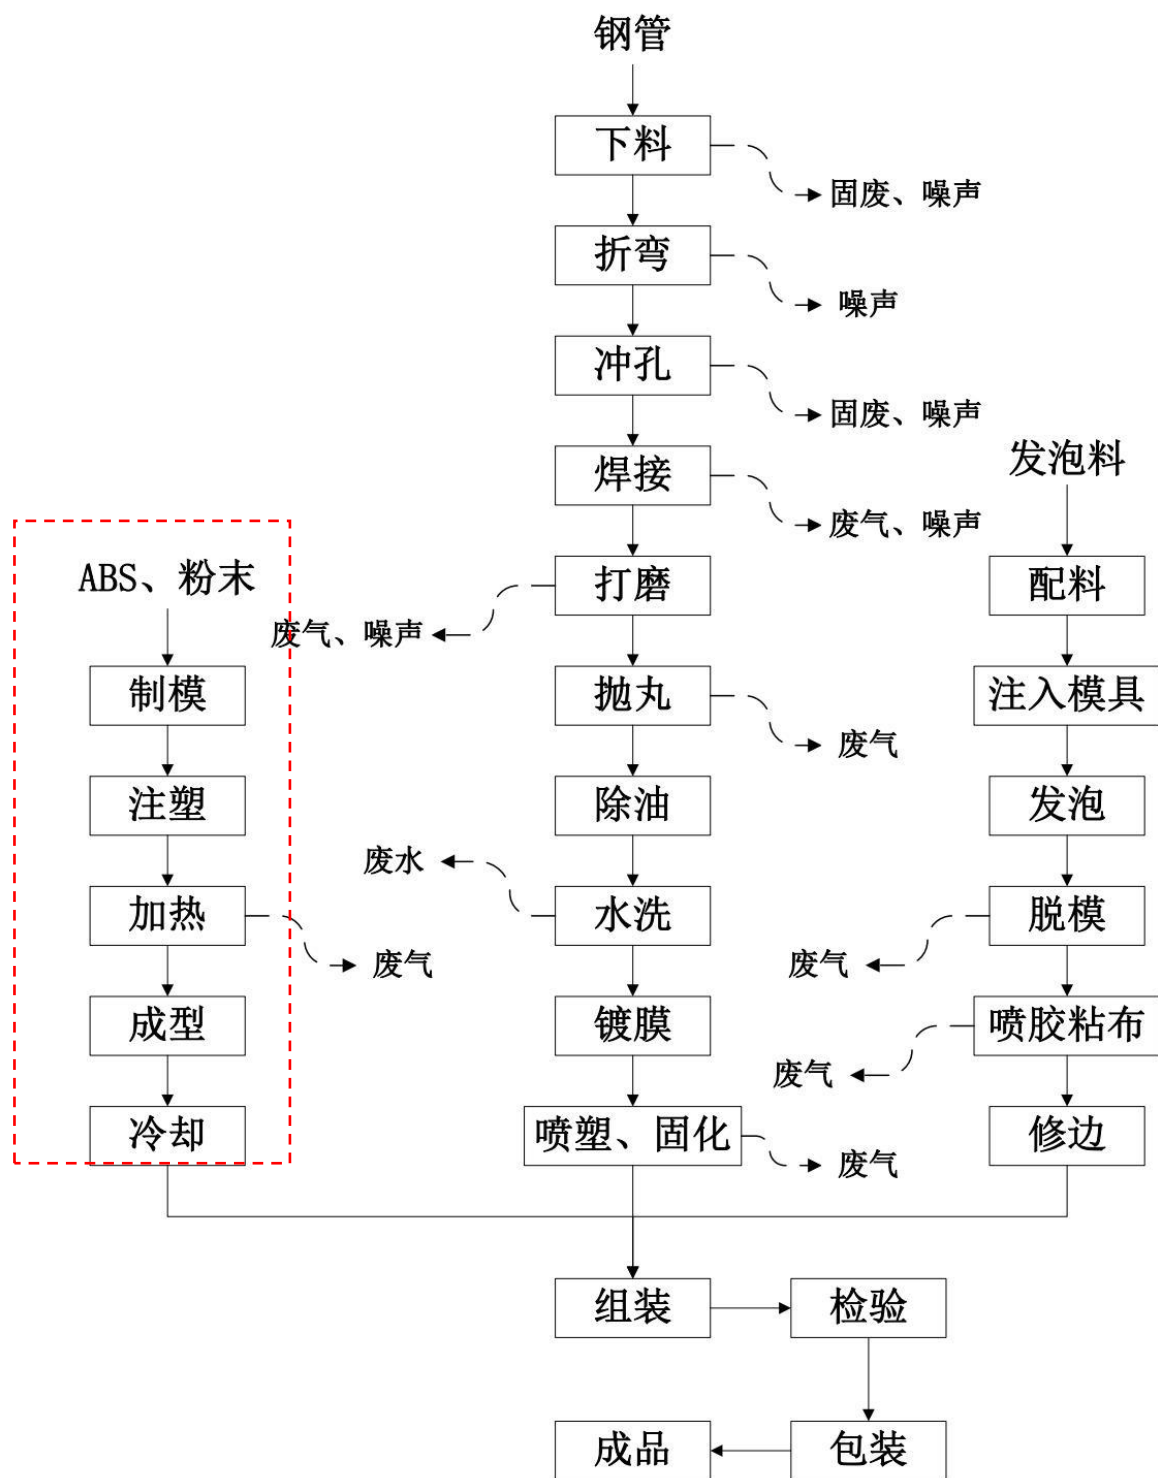 钢管
下料
固废、噪声
折弯
噪声
冲孔
固废、噪声
焊接
发泡料
废气、噪声
ABS、粉末
打磨
配料
废气、噪声
制模
抛丸
注入模具
废气
注塑
除油
发泡
废水
加热
水洗
脱模
废气
废气
成型
镀膜
喷胶粘布
废气
冷却
喷塑、固化
修边
废气
组装
检验
成品
包装